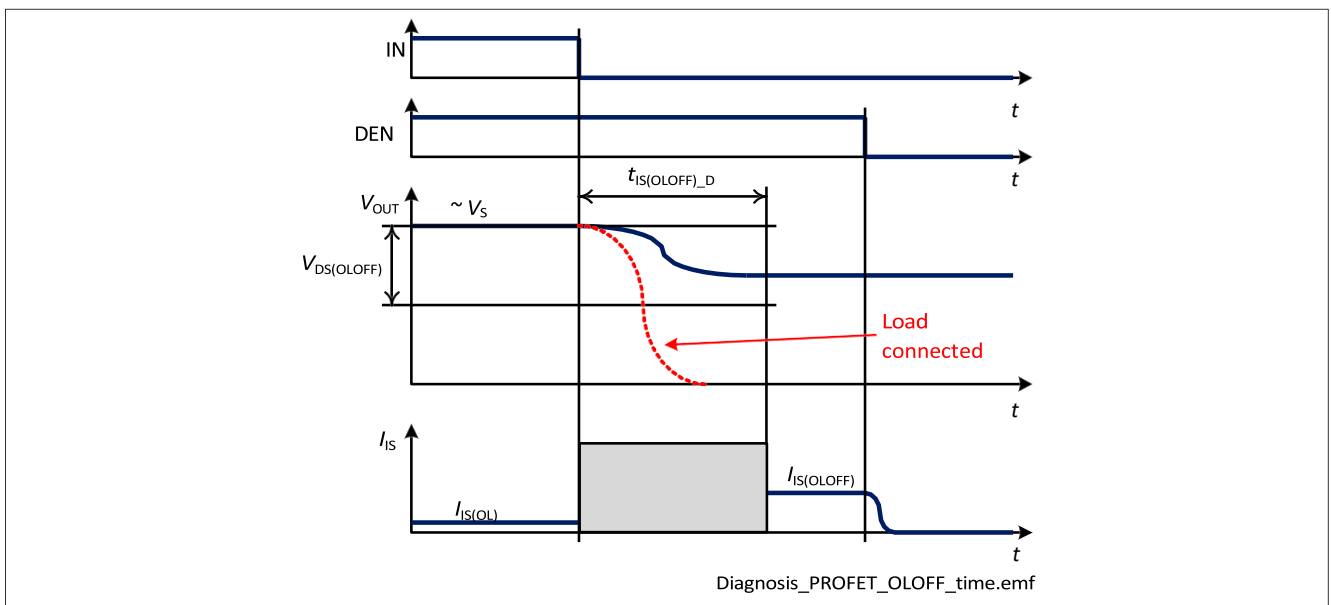 IN
t
DEN
t
tIS(OLOFF)_D
VOUT
~ VS
VDS(OLOFF)
Load
connected
t
IIS
IIS(OLOFF)
IIS(OL)
t
Diagnosis_PROFET_OLOFF_time.emf